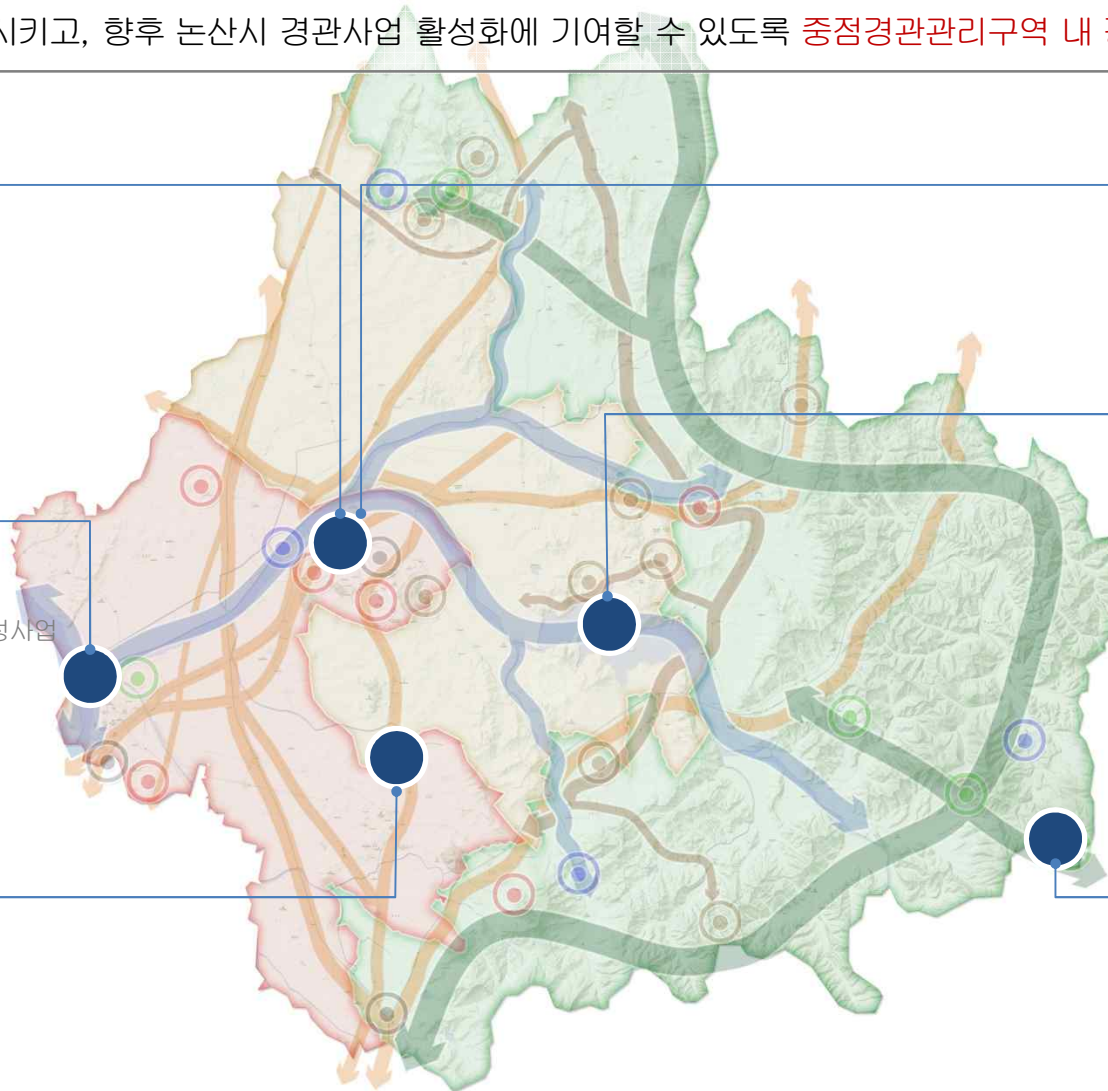 시키고, 향후 논산시 경관사업 활성화에 기여할 수 있도록 중점경관관리구역 내
성사업